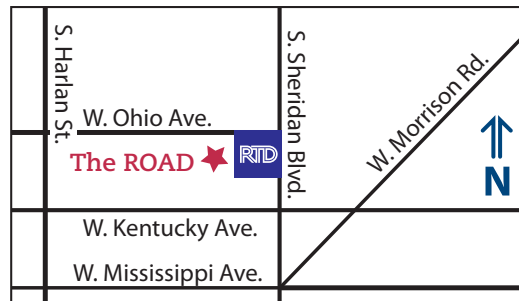 S. Harlan St.
S. Sheridan Blvd.
W. Morrison Rd.
W. Ohio Ave.
The ROAD
RTD
N
W. Kentucky Ave.
W. Mississippi Ave.